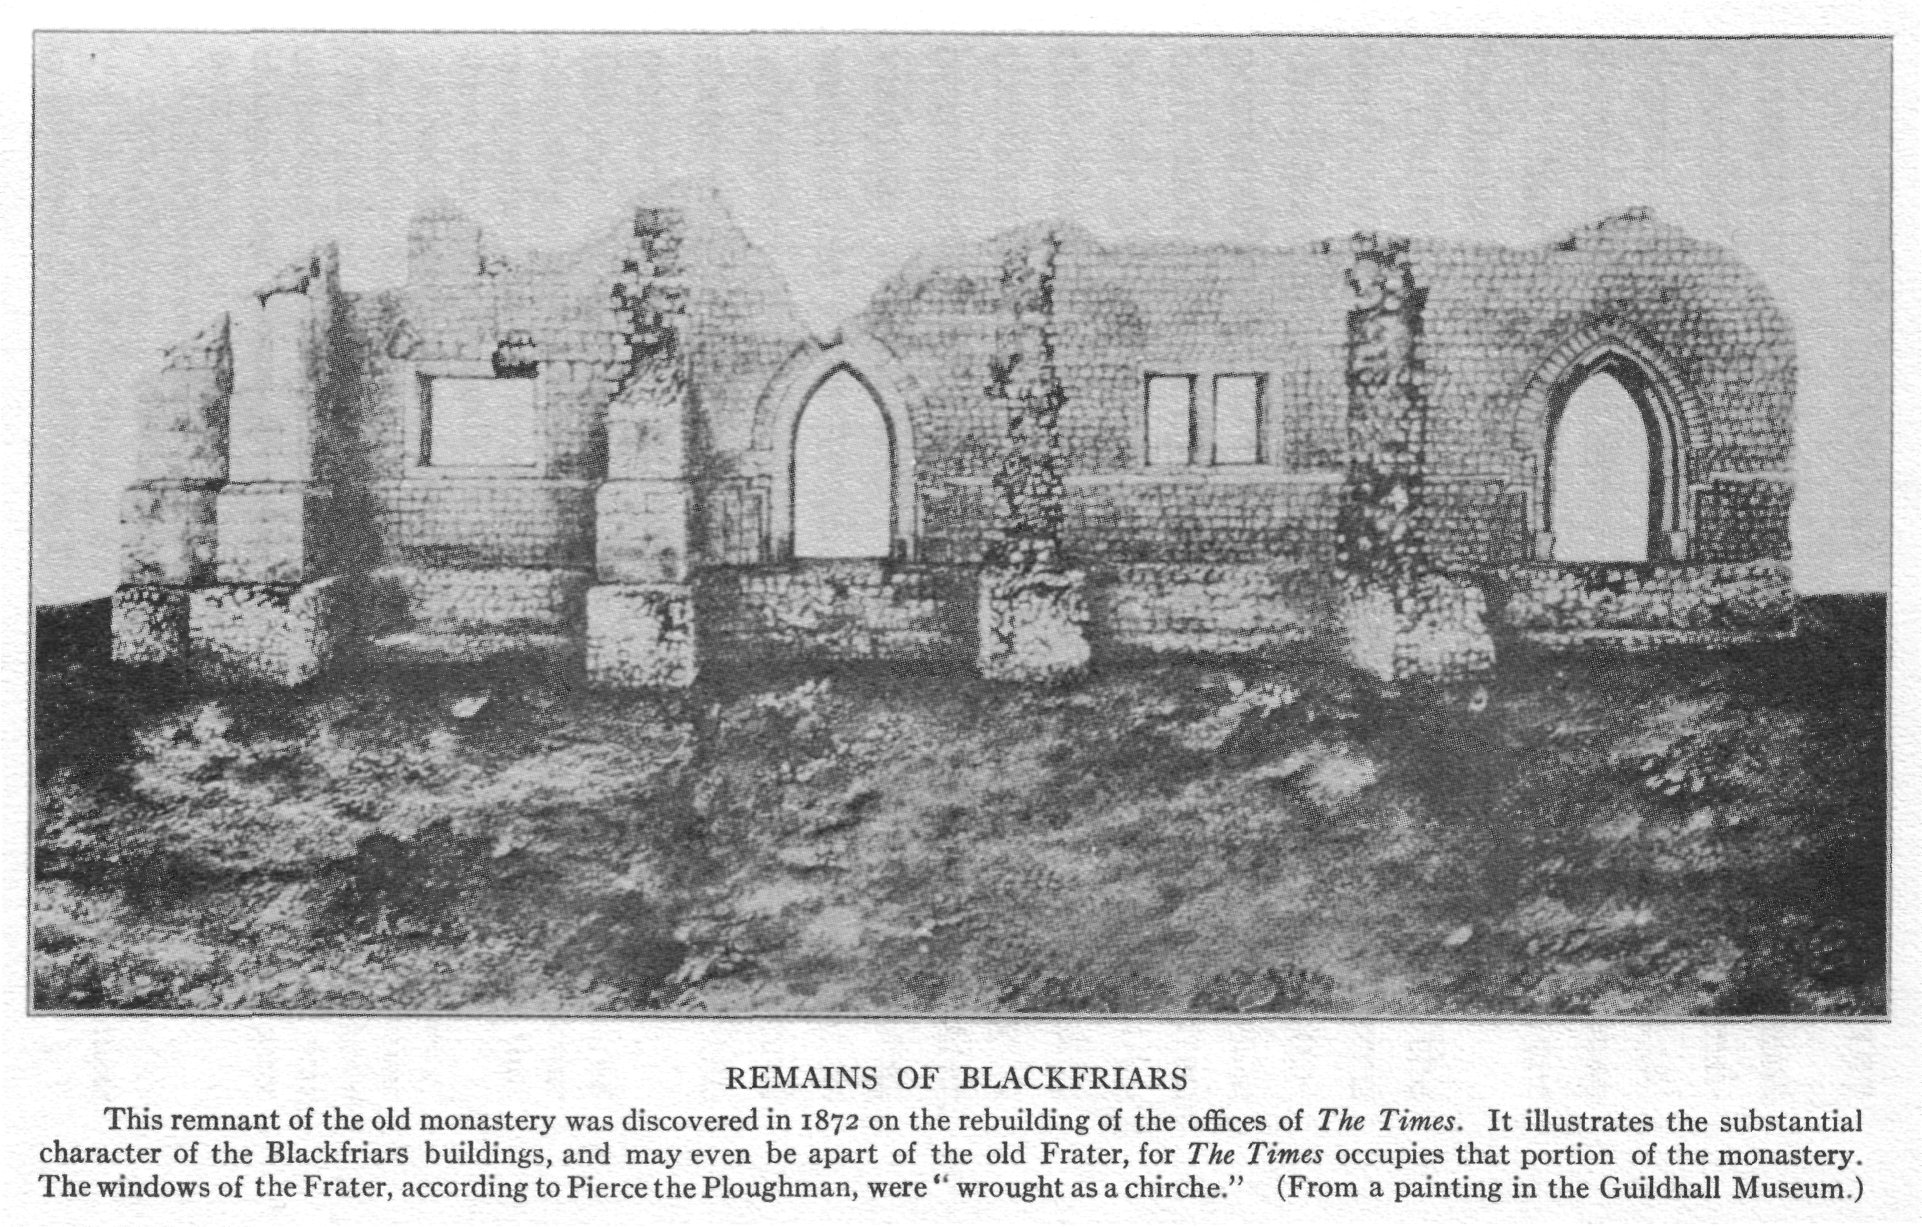 REMAINS OF BLACKFRIARS
This remnant of the old monastery was discovered in 1872 on the rebuilding of the offices of The Times. It illustrates the substantial
character of the Blackfriars buildings, and may even be apart of the old Frater, for The Times occupies that portion of the monastery.
The windows of the Frater, according to Pierce the Ploughman, were “ wrought as a chirche.” (From a painting in the Guildhall Museum.)